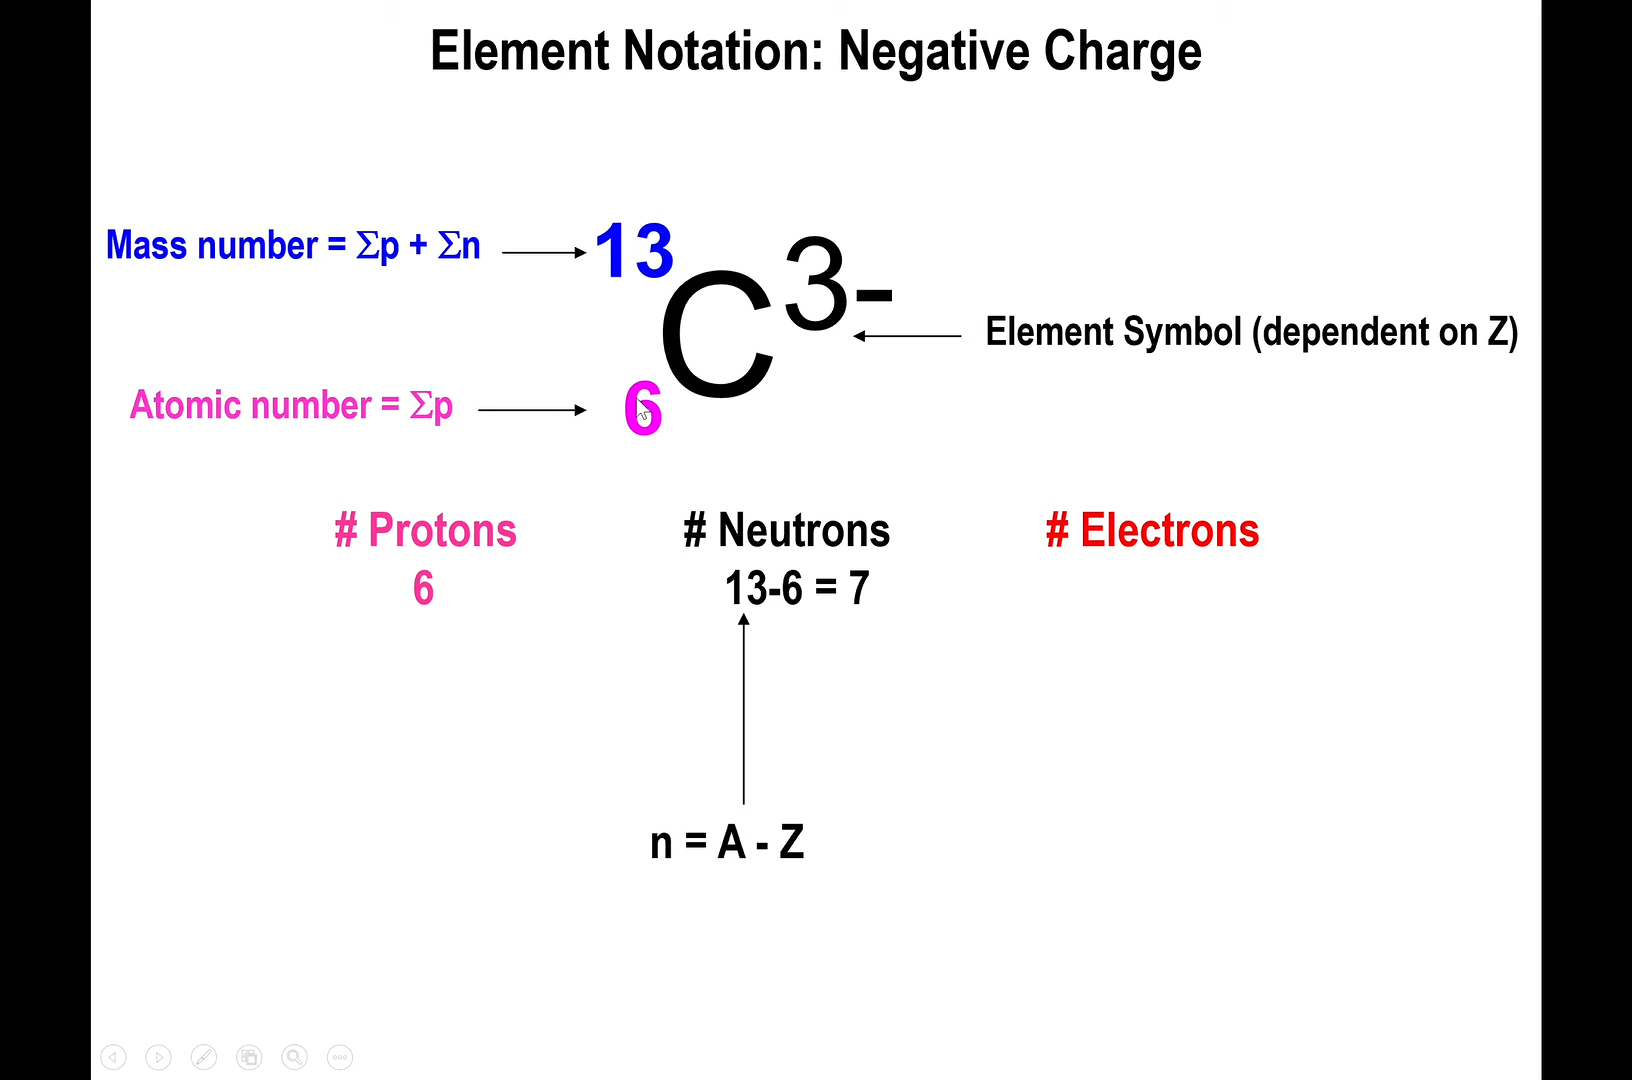 Element Notation: Negative Charge
Mass number = Σp + Σn
13
C
3-
Element Symbol (dependent on Z)
Atomic number = Σp
6
# Protons
# Neutrons
# Electrons
6
13-6 = 7
n = A - Z